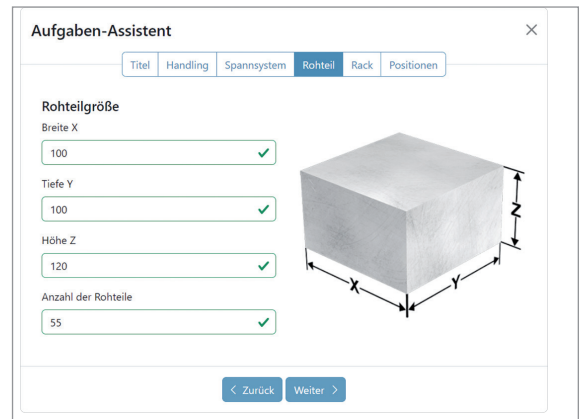 Aufgaben-Assistent
Titel Handling Spannsystem Rohteil Rack Positionen
Rohteilgröße
Breite X
100
Tiefe Y
100
Höhe Z
120
Anzahl der Rohteile
55
X Y Z
< Zurück Weiter >